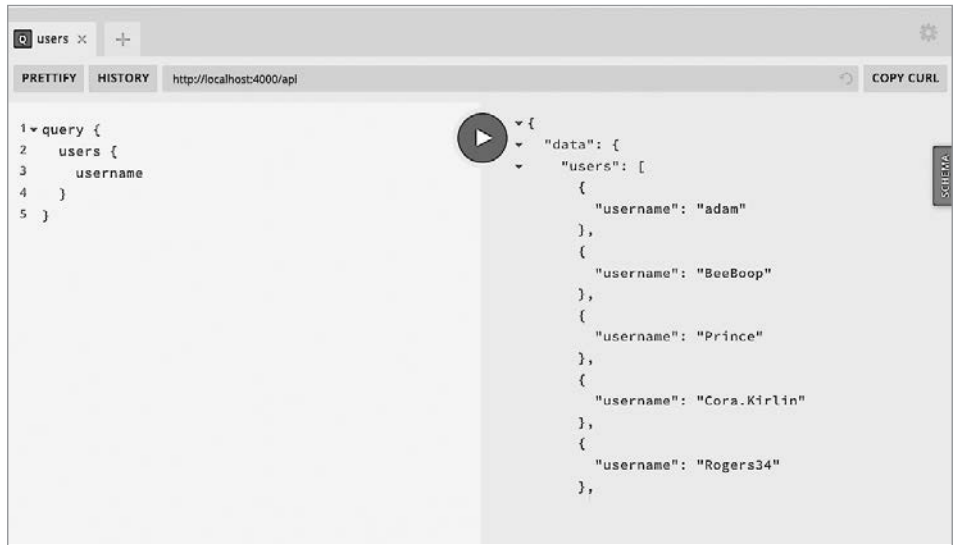 Q users ×
+
PRETTIFY HISTORY http://localhost:4000/api COPY CURL
1 query {
2 users {
3 username
4 }
5 }
{
"data": {
"users": [
{
"username": "adam"
},
{
"username": "BeeBoop"
},
{
"username": "Prince"
},
{
"username": "Cora.Kirlin"
},
{
"username": "Rogers34"
},
SCHEMA